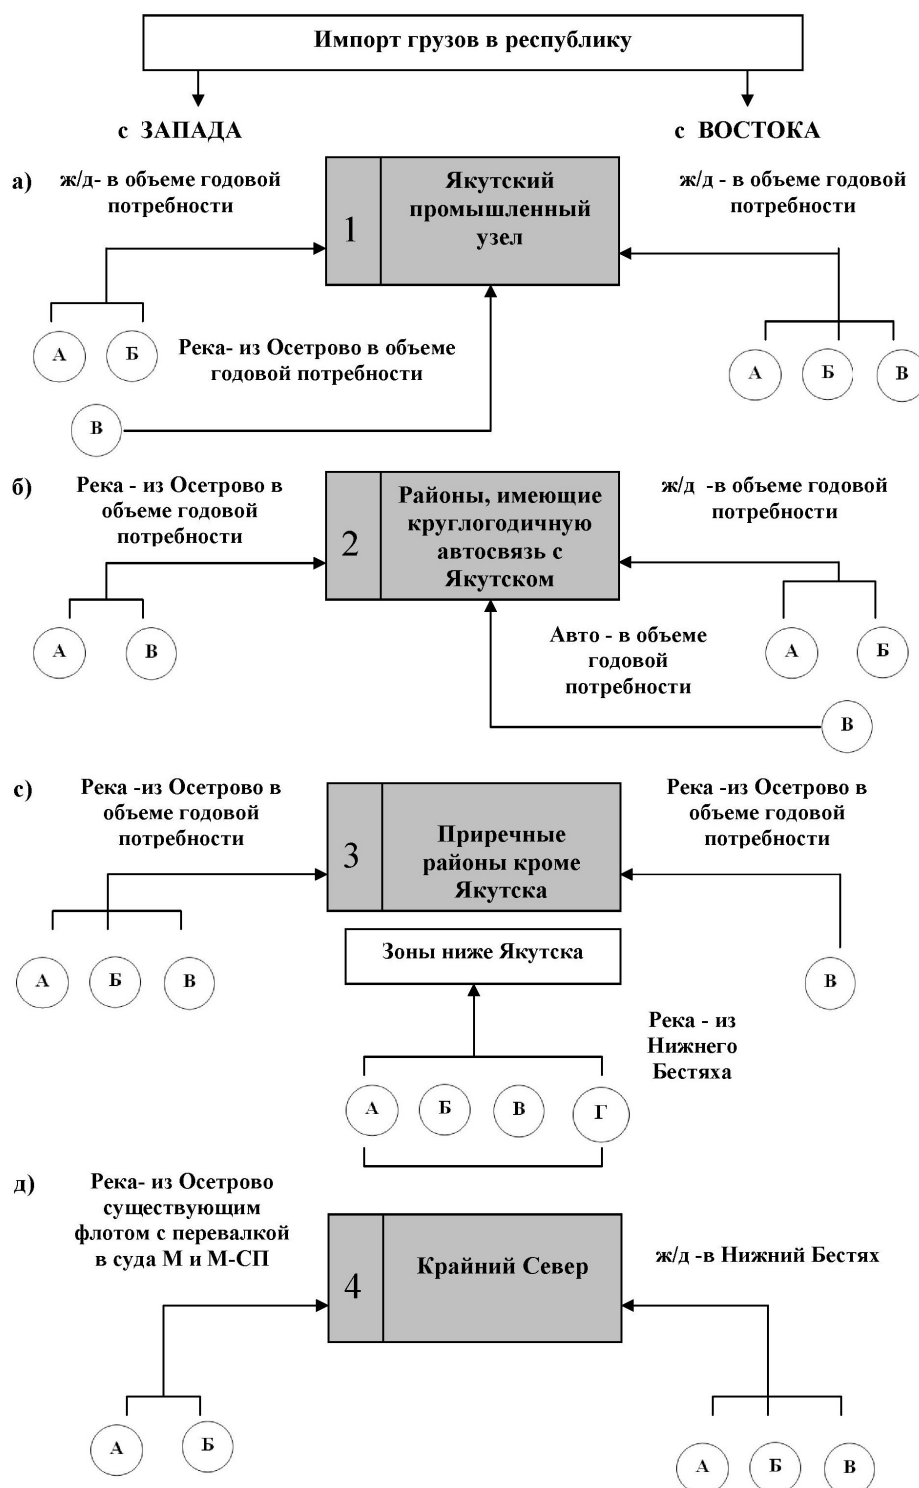 Импорт грузов в республику
с ЗАПАДА
с ВОСТОКА
а)
ж/д- в объеме годовой
потребности
1
Якутский
промышленный
узел
ж/д - в объеме годовой
потребности
А
Б
Река- из Осетрово в объеме
годовой потребности
В
А
Б
В
б)
Река - из Осетрово в
объеме годовой
потребности
2
Районы, имеющие
круглогодичную
автосвязь с
Якутском
ж/д -в объеме годовой
потребности
А
В
Авто - в объеме
годовой
потребности
А
Б
В
с)
Река -из Осетрово в
объеме годовой
потребности
3
Приречные
районы кроме
Якутска
Река -из Осетрово в
объеме годовой
потребности
А
Б
В
Зоны ниже Якутска
В
Река - из
Нижнего
Бестяха
А
Б
В
Г
д)
Река- из Осетрово
существующим
флотом с перевалкой
в суда М и М-СП
4
Крайний Север
ж/д -в Нижний Бестях
А
Б
А
Б
В